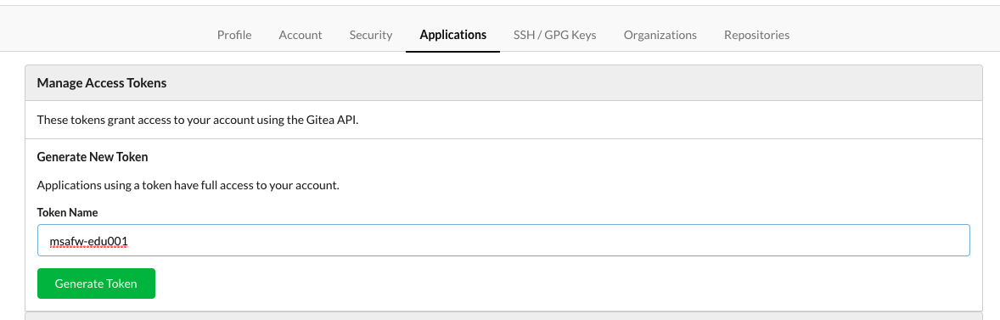 Profile Account Security Applications SSH / GPG Keys Organizations Repositories
Manage Access Tokens
These tokens grant access to your account using the Gitea API.
Generate New Token
Applications using a token have full access to your account.
Token Name
msafw-edu001
Generate Token